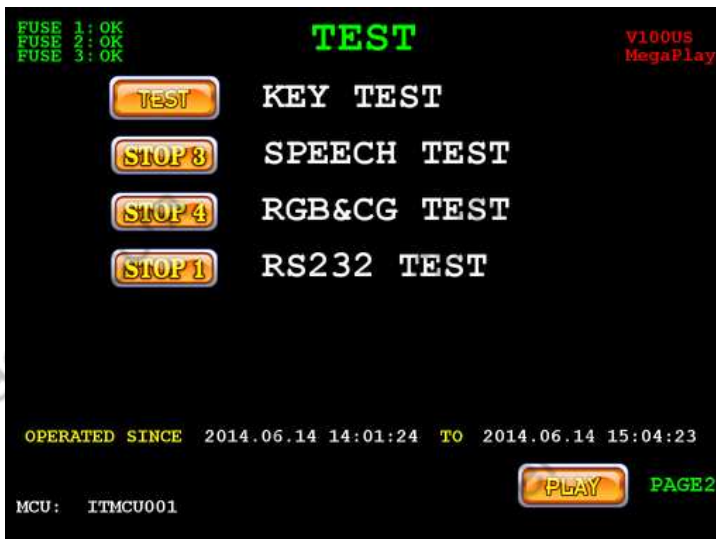 FUSE 1:OK
FUSE 2:OK
FUSE 3:OK
TEST
V100US
MegaPlay
TEST KEY TEST
STOP 3 SPEECH TEST
STOP 4 RGB&CG TEST
STOP 1 RS232 TEST
OPERATED SINCE 2014.06.14 14:01:24 TO 2014.06.14 15:04:23
PLAY PAGE2
MCU: ITMCU001